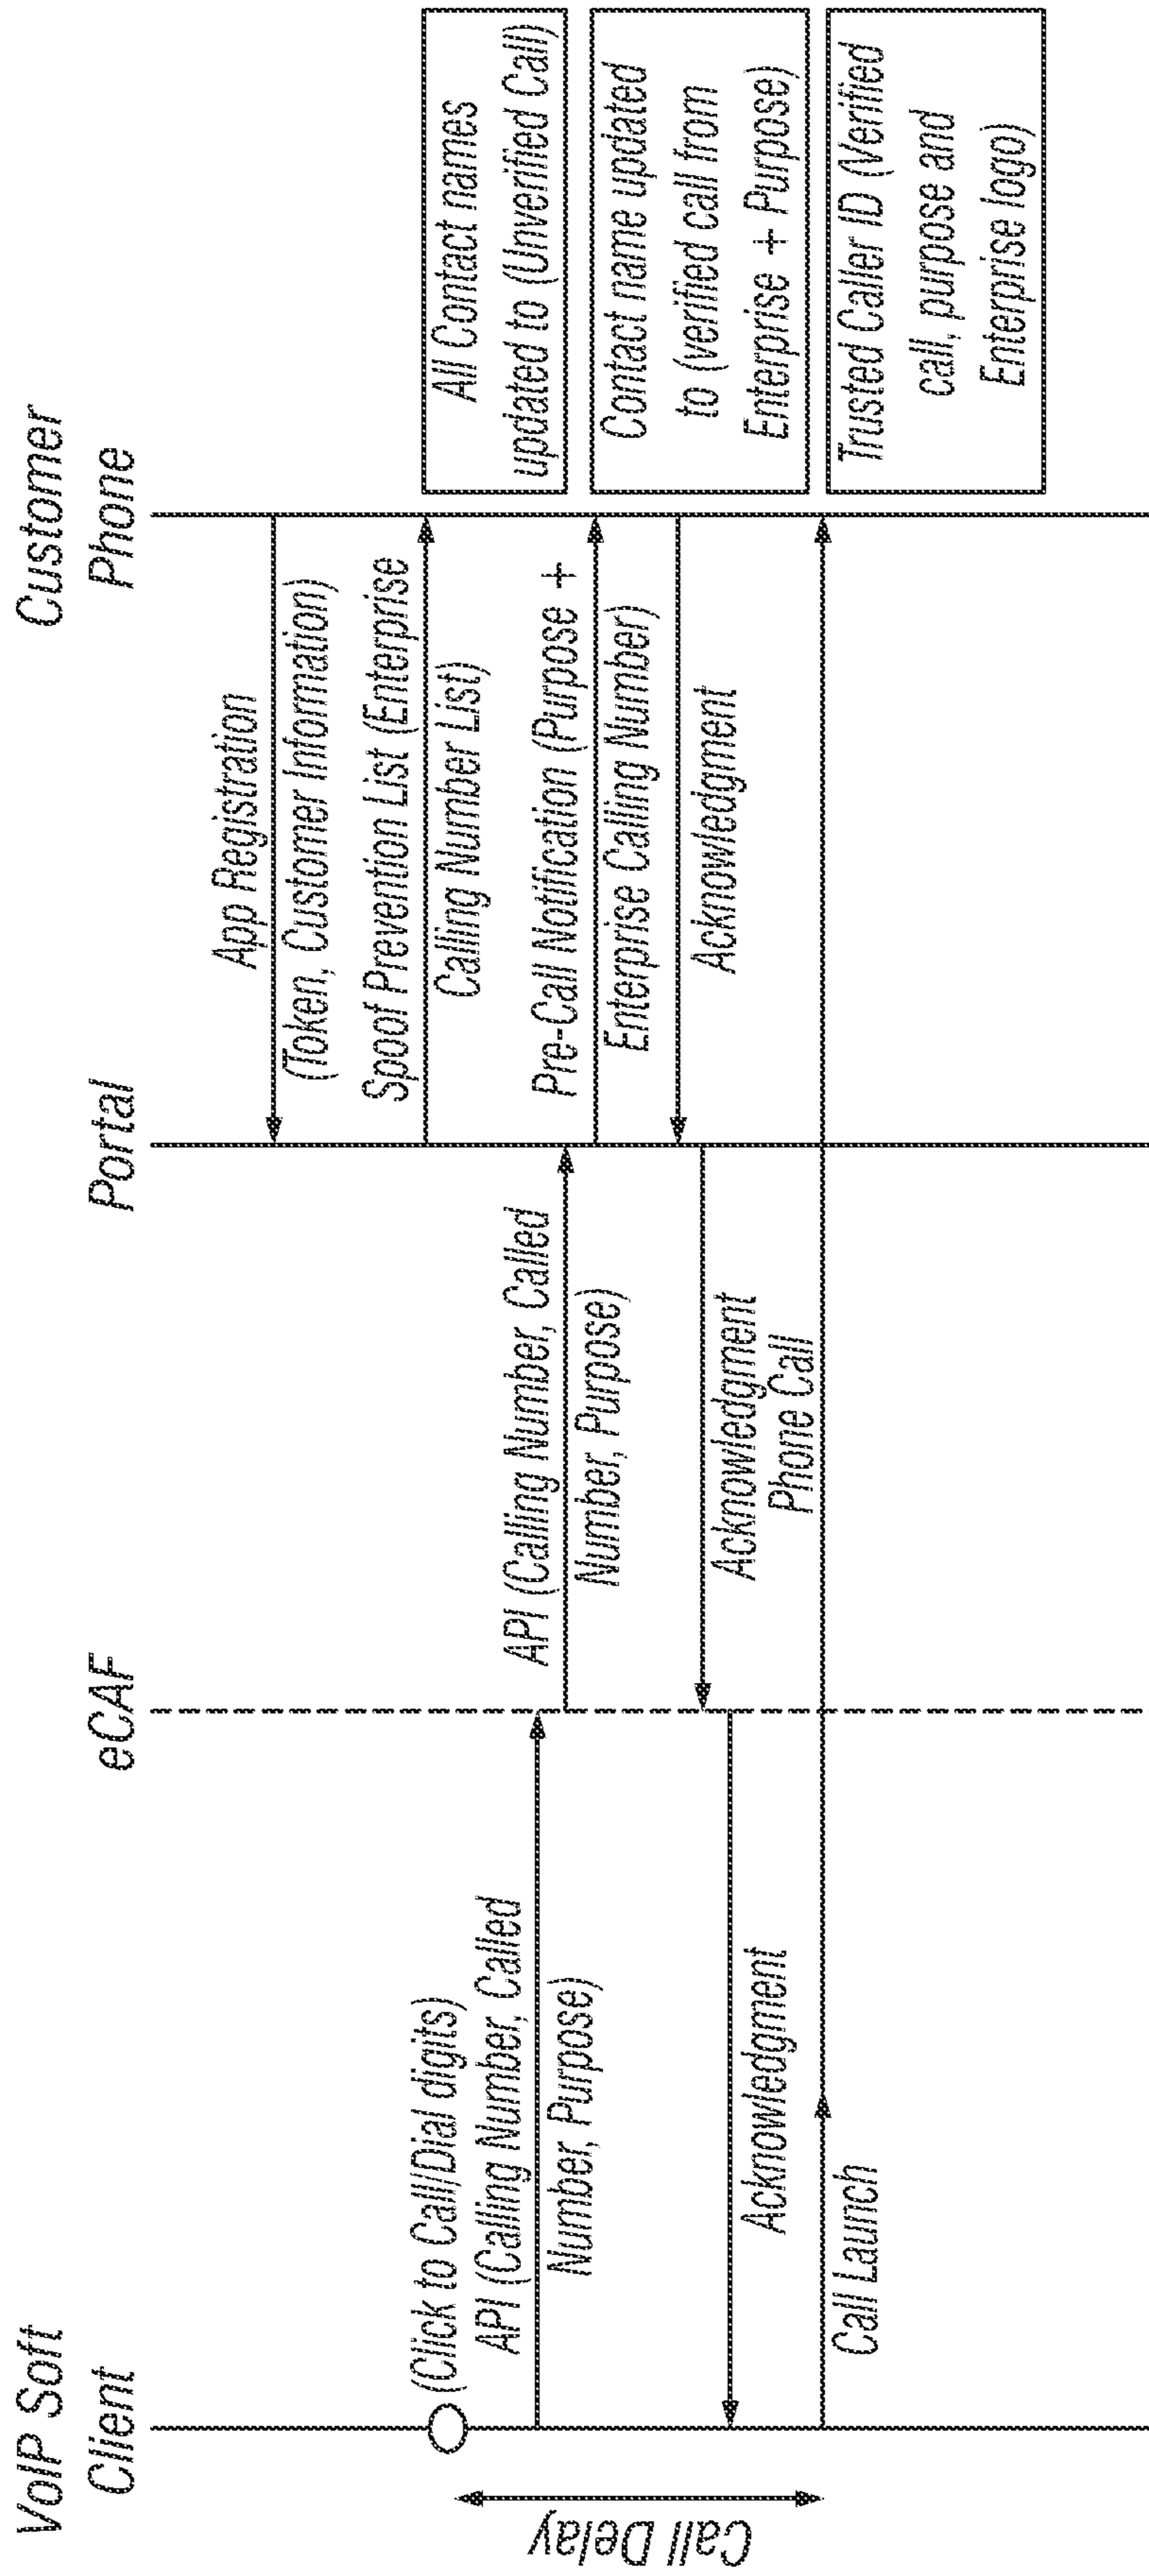 VoIP Soft
Client
eCAF
Portal
Customer
Phone
App Registration
(Token, Customer Information)
Spoof Prevention List (Enterprise
Calling Number List)
All Contact names
updated to (Unverified Call)
(Click to Call/Dial digits)
API (Calling Number, Called
Number, Purpose)
API (Calling Number, Called
Number, Purpose)
Pre-Call Notification (Purpose +
Enterprise Calling Number)
Contact name updated
to (verified call from
Enterprise + Purpose)
Acknowledgment
Acknowledgment
Acknowledgment
Phone Call
Call Launch
Trusted Caller ID (Verified
call, purpose and
Enterprise logo)
Call Delay